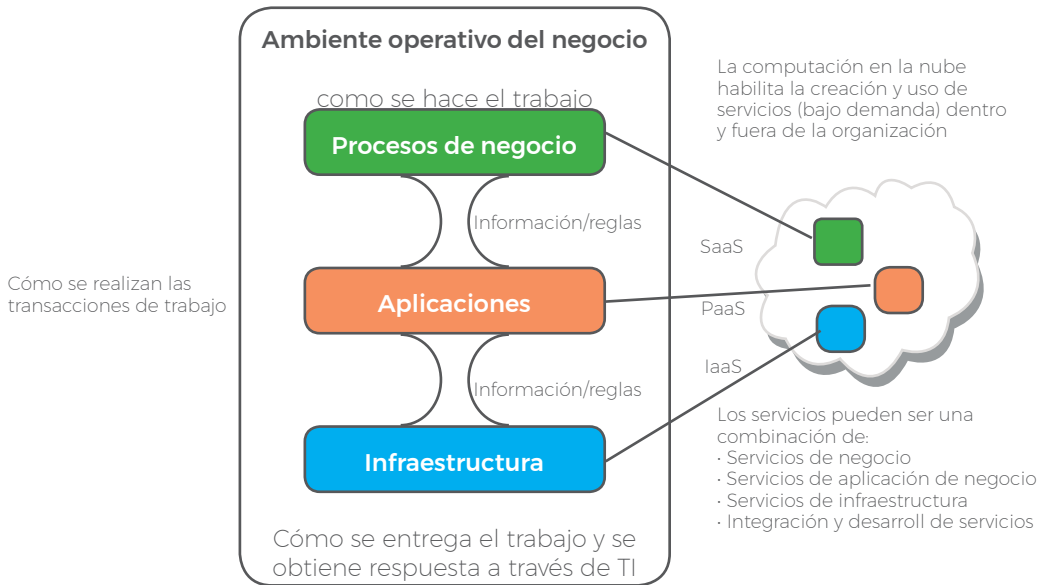 Ambiente operativo del negocio
como se hace el trabajo
Procesos de negocio
Información/reglas
Cómo se realizan las
transacciones de trabajo
Aplicaciones
Información/reglas
Infraestructura
Cómo se entrega el trabajo y se
obtiene respuesta a través de TI
La computación en la nube
habilita la creación y uso de
servicios (bajo demanda) dentro
y fuera de la organización
SaaS
PaaS
IaaS
Los servicios pueden ser una
combinación de:
• Servicios de negocio
• Servicios de aplicación de negocio
• Servicios de infraestructura
• Integración y desarroll de servicios